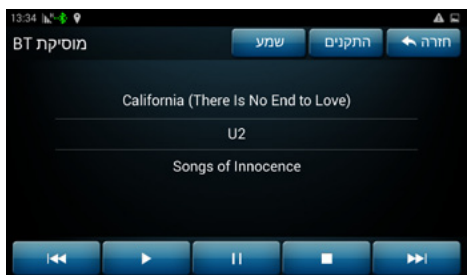 13:34
מוסיקת BT
שמע
התקנים
חזרה
California (There Is No End to Love)
U2
Songs of Innocence